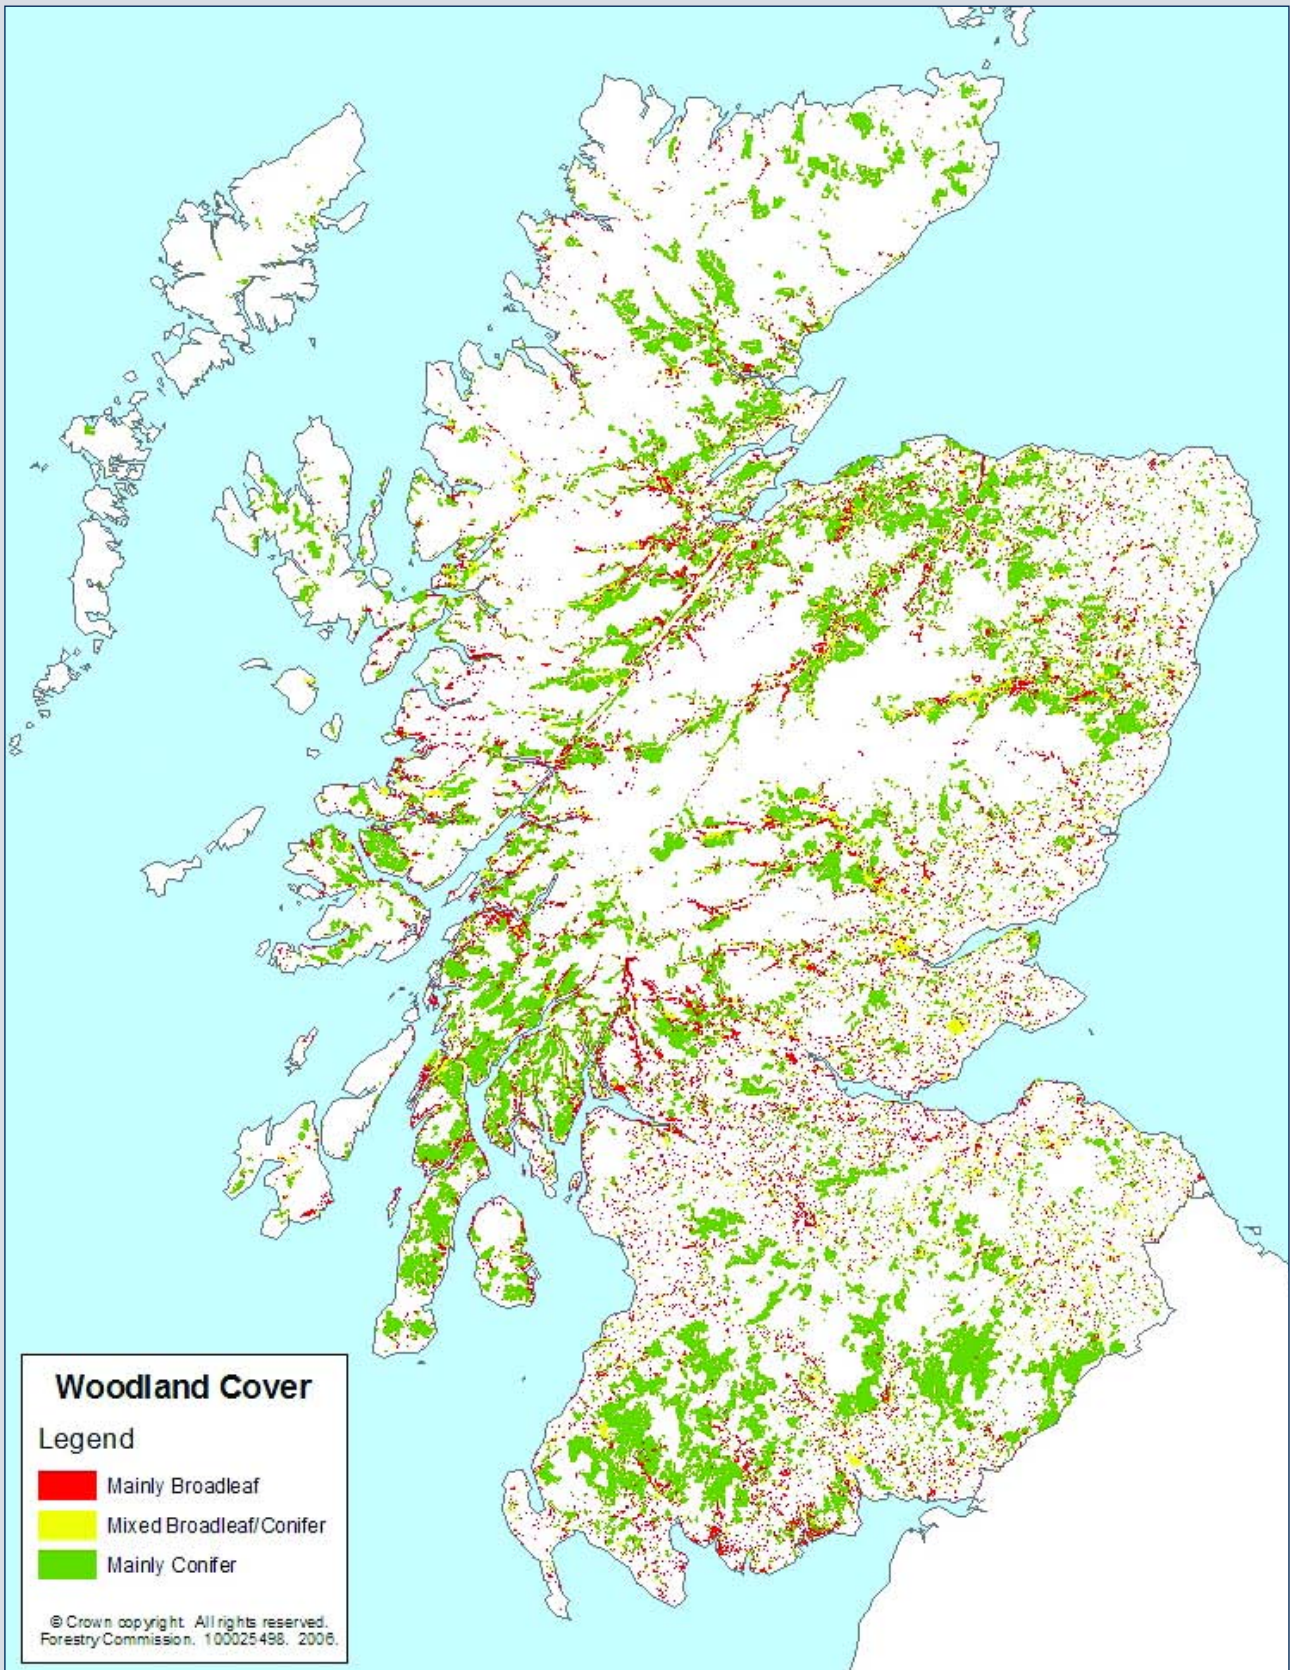 Woodland Cover
Legend
Mainly Broadleaf
Mixed Broadleaf/Conifer
Mainly Conifer
© Crown copyright. All rights reserved.
Forestry Commission. 100025498. 2006.